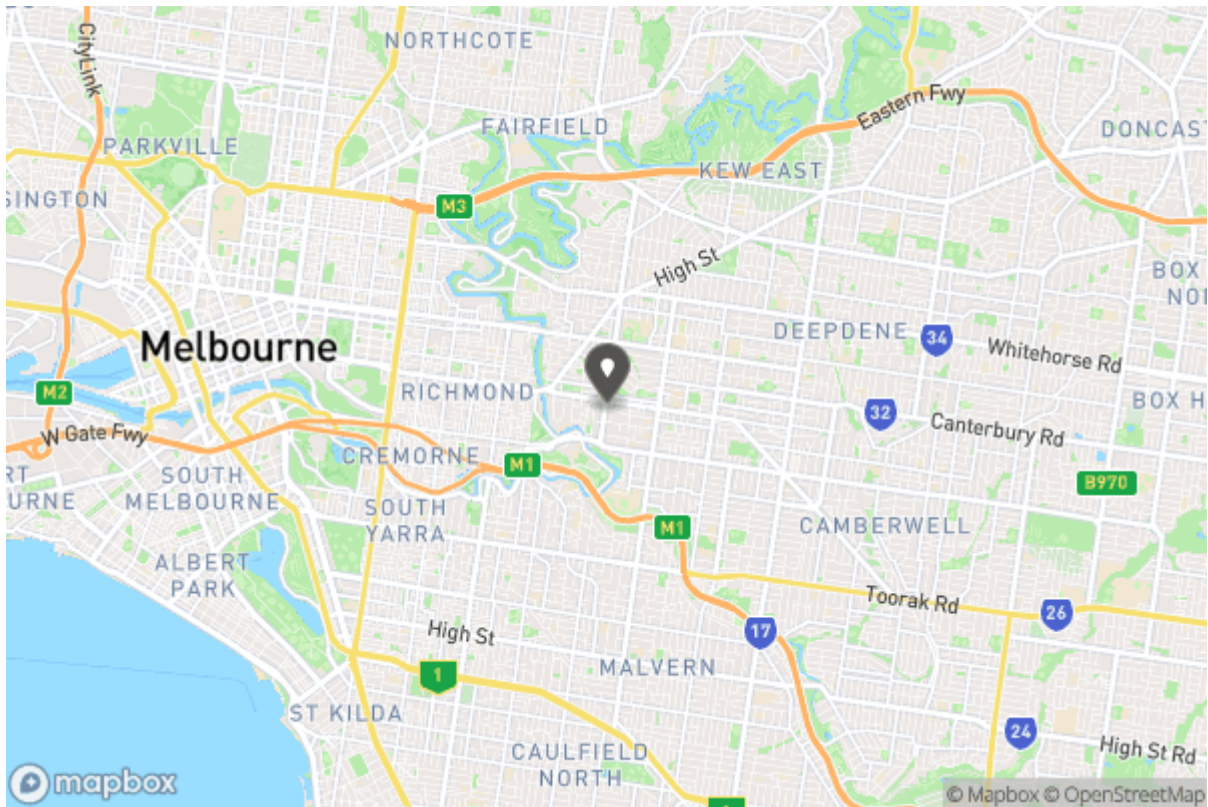 CityLink
NORTHCOTE
Eastern Fwy
FAIRFIELD
DONCAST
PARKVILLE
KEW EAST
SINGTON
M3
High St
BOX
NO
DEEPDENE
34
Whitehorse Rd
Melbourne
RICHMOND
M2
32
BOX H
Canterbury Rd
W Gate Fwy
CREMORNE
M1
SOUTH
MELBOURNE
RT
URNE
B970
SOUTH
YARRA
M1
CAMBERWELL
ALBERT
PARK
Toorak Rd
26
High St
17
MALVERN
1
ST KILDA
24
High St Rd
CAULFIELD
NORTH
mapbox
© Mapbox © OpenStreetMap